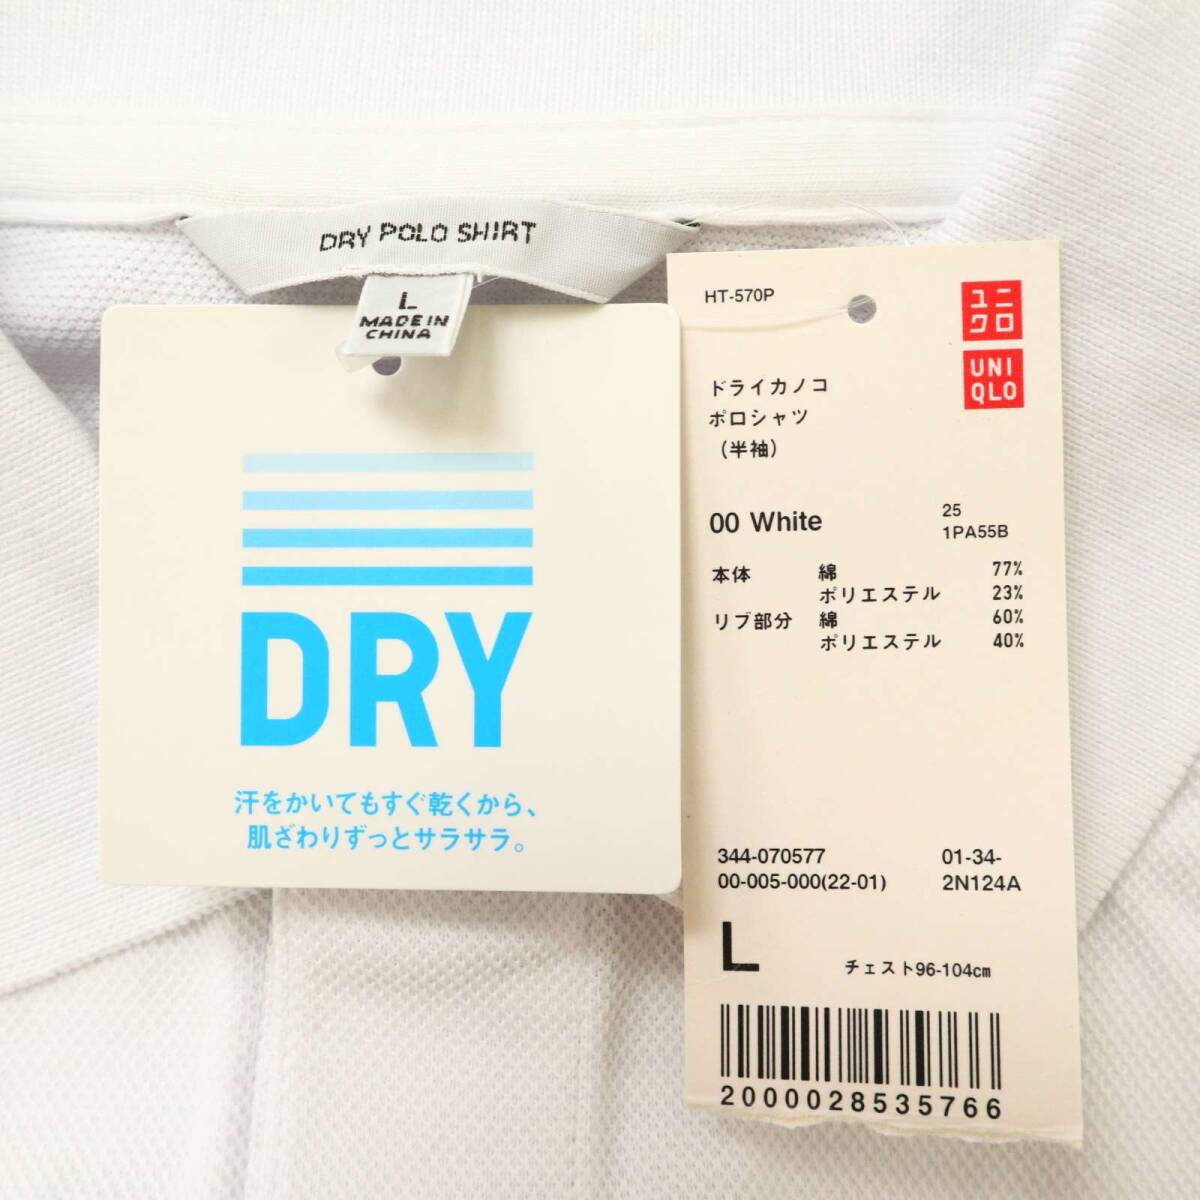 DRY POLO SHIRT
L
MADE IN
CHINA
DRY
汗をかいてもすぐ乾くから、
肌ざわりずっとサラサラ。
HT-570P
ユニ
クロ
UNI
QLO
ドライカノコ
ポロシャツ
（半袖）
00 White
25
1PA55B
本体 綿 77%
ポリエステル 23%
リブ部分 綿 60%
ポリエステル 40%
344-070577
00-005-000(22-01)
01-34-
2N124A
L
チェスト96-104cm
2000028535766